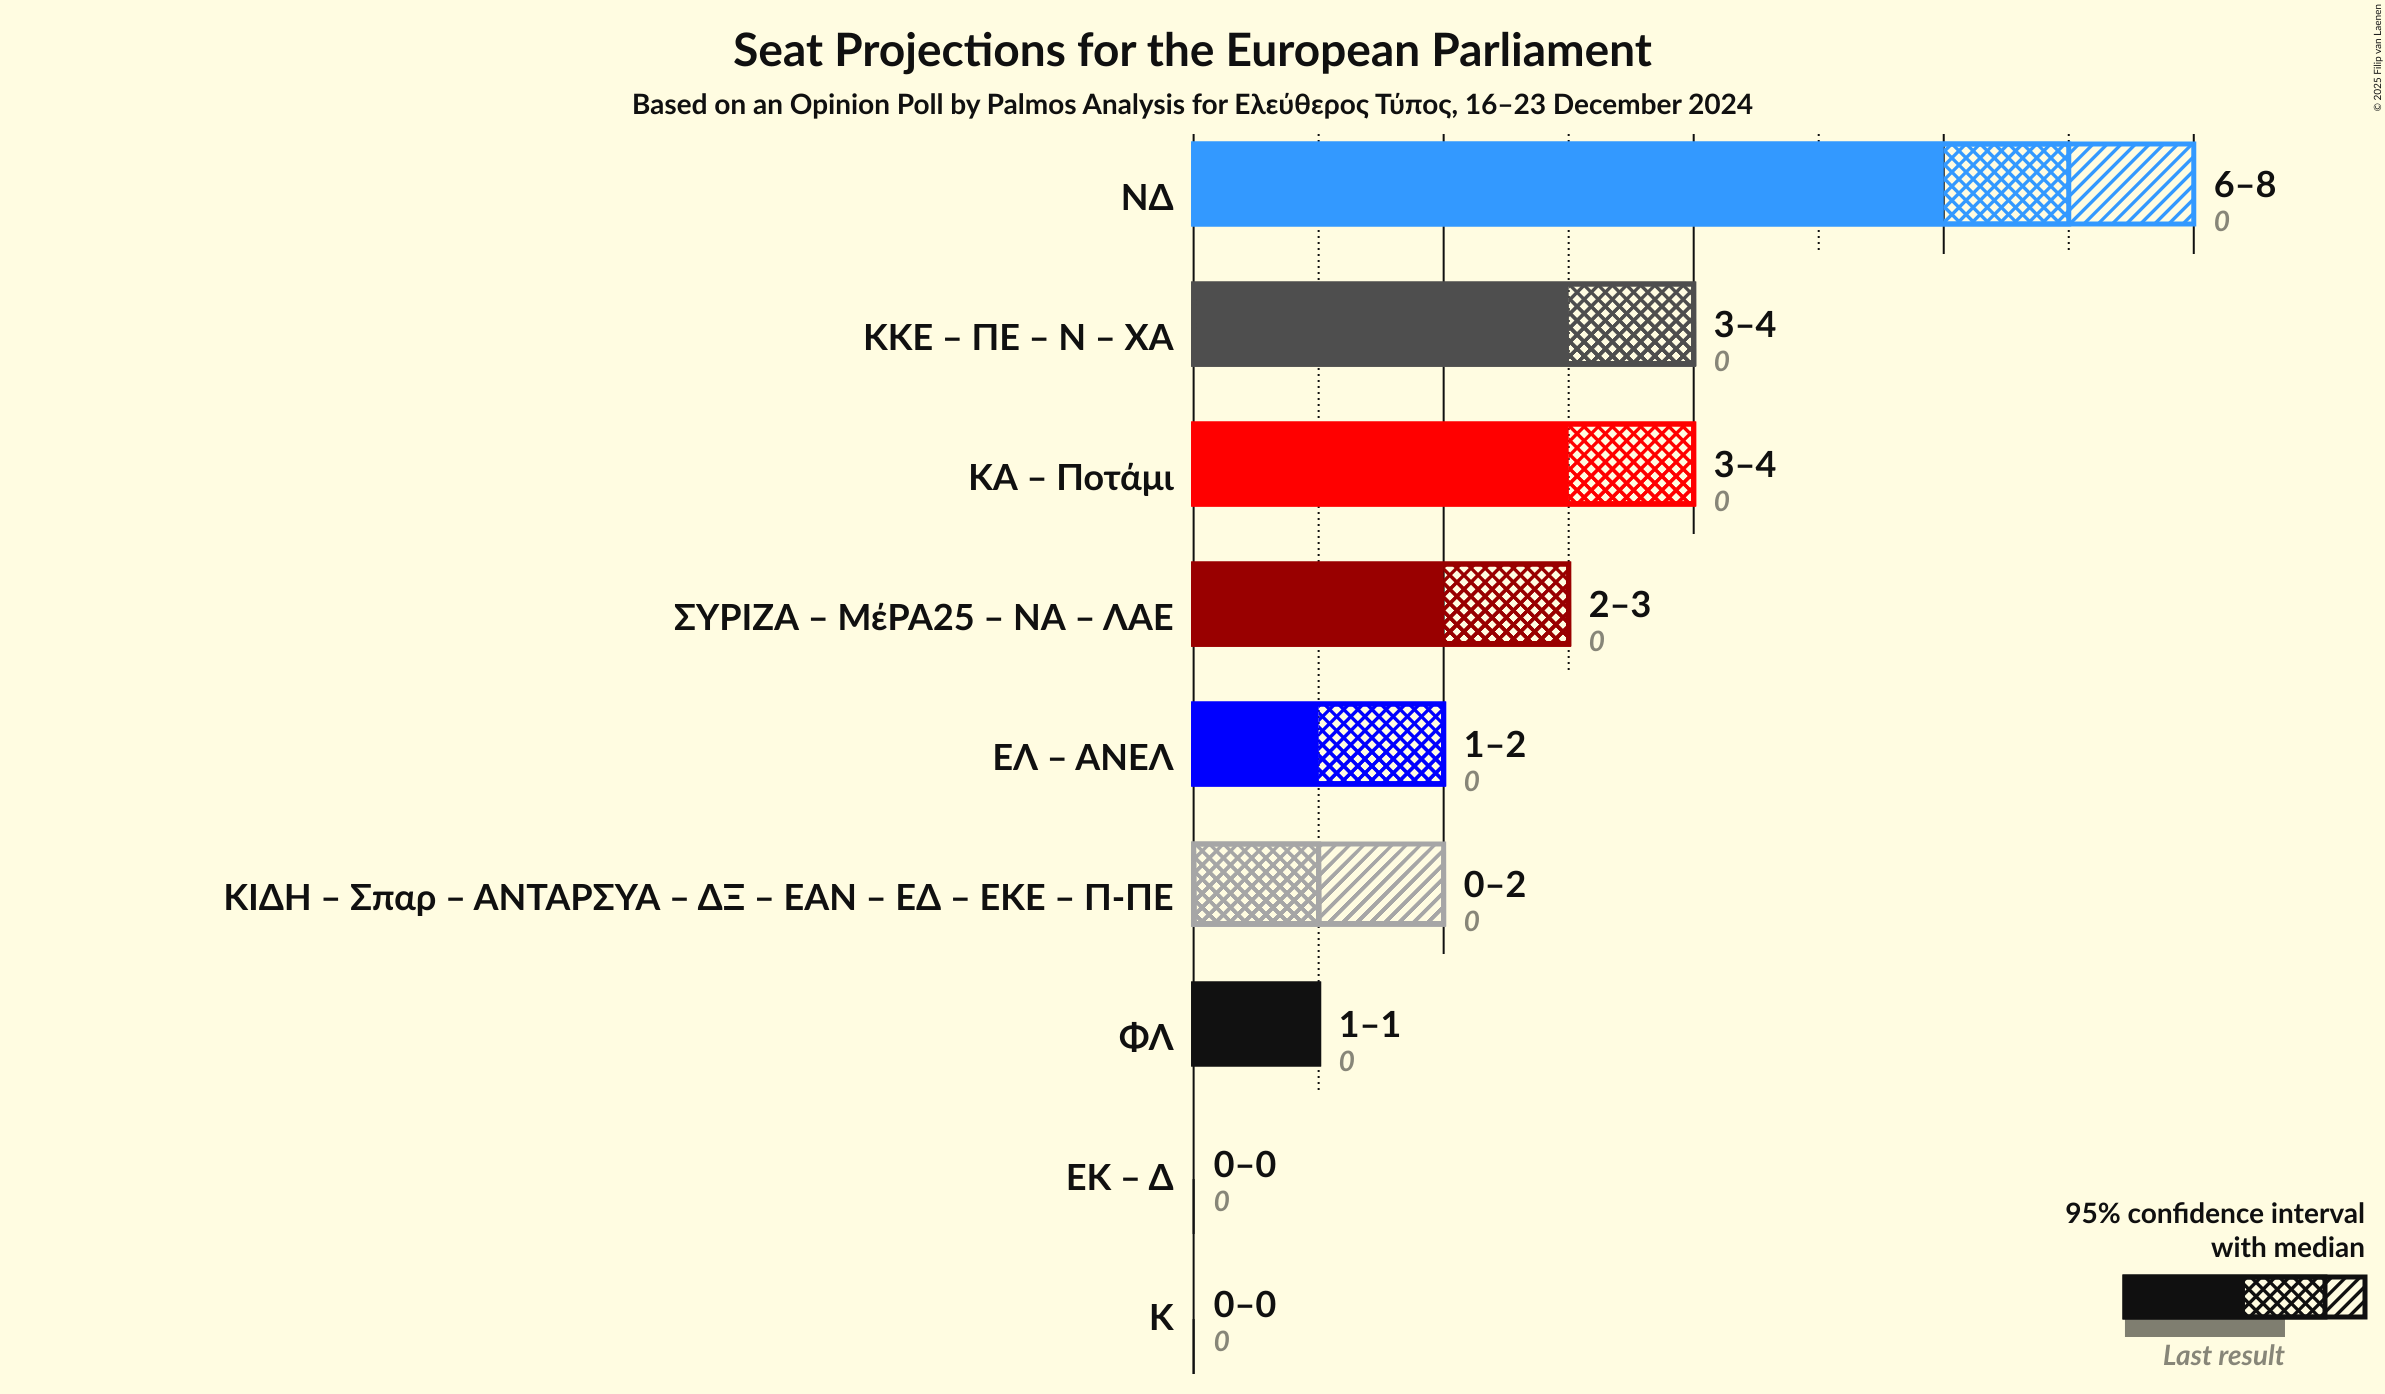 Seat Projections for the European Parliament
Based on an Opinion Poll by Palmos Analysis for Ελεύθερος Τύπος, 16–23 December 2024
© 2025 Filip van Laenen
ΝΔ
6–8
0
ΚΚΕ – ΠΕ – Ν – ΧΑ
3–4
0
ΚΑ – Ποτάμι
3–4
0
ΣΥΡΙΖΑ – ΜέΡΑ25 – ΝΑ – ΛΑΕ
2–3
0
ΕΛ – ΑΝΕΛ
1–2
0
ΚΙΔΗ – Σπαρ – ΑΝΤΑΡΣΥΑ – ΔΞ – ΕΑΝ – ΕΔ – ΕΚΕ – Π-ΠΕ
0–2
0
ΦΛ
1–1
0
ΕΚ – Δ
0–0
0
Κ
0–0
0
95% confidence interval
with median
Last result